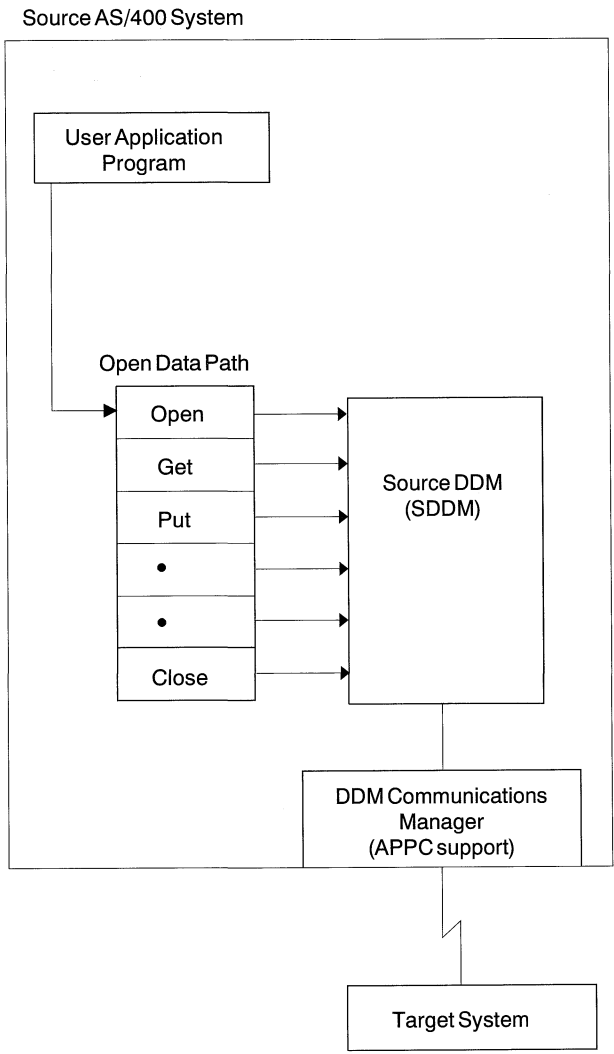 Source AS/400 System
User Application
Program
Open Data Path
Open
Get
Put
•
•
Close
Source DDM
(SDDM)
DDM Communications
Manager
(APPC support)
Target System